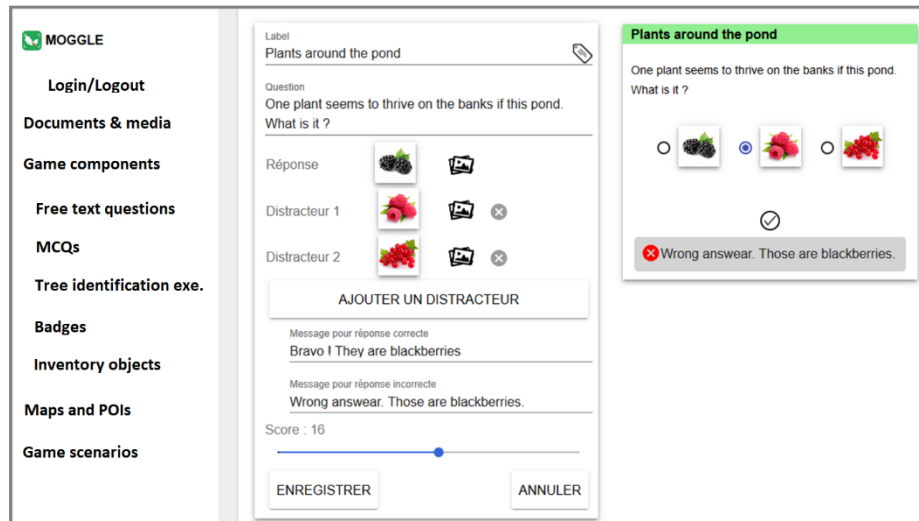 MOGGLE
Login/Logout
Documents & media
Game components
Free text questions
MCQs
Tree identification exe.
Badges
Inventory objects
Maps and POIs
Game scenarios
Label
Plants around the pond
Question
One plant seems to thrive on the banks if this pond.
What is it ?
Réponse
Distracteur 1
Distracteur 2
AJOUTER UN DISTRACTEUR
Message pour réponse correcte
Bravo ! They are blackberries
Message pour réponse incorrecte
Wrong answear. Those are blackberries.
Score : 16
ENREGISTRER
ANNULER
Plants around the pond
One plant seems to thrive on the banks if this pond.
What is it ?
Wrong answear. Those are blackberries.